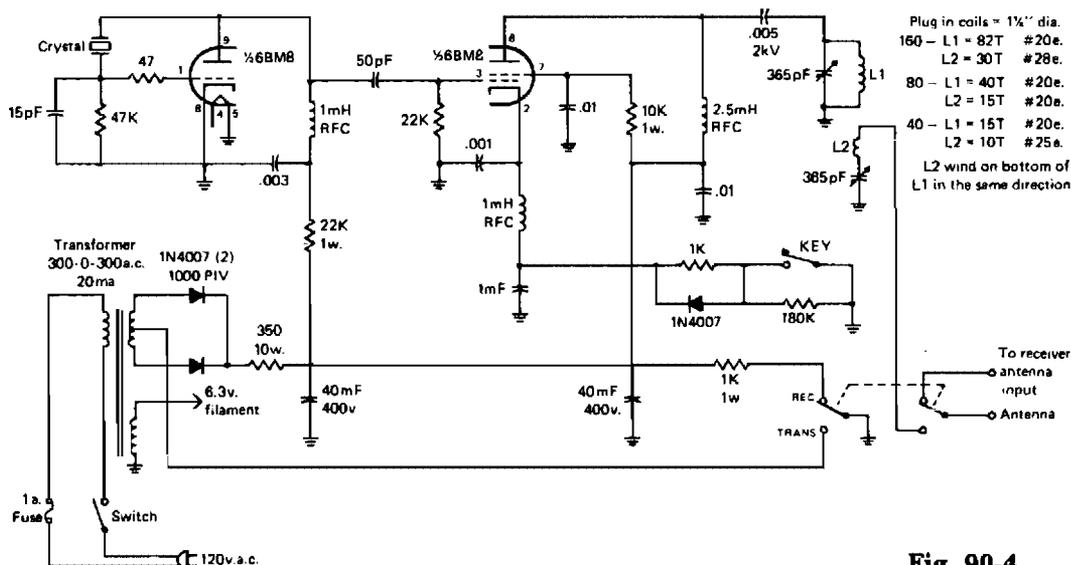 Crystal
47
1
9
½6BM8
8
4
5
15pF
47K
.003
1mH
RFC
50pF
22K
½6BM8
6
3
7
2
.001
.01
10K
1w.
2.5mH
RFC
.01
.005
2kV
365pF
L1
L2
365pF
Plug in coils = 1¼" dia.
160 – L1 = 82T #20e.
L2 = 30T #28e.
80 – L1 = 40T #20e.
L2 = 15T #20e.
40 – L1 = 15T #20e.
L2 = 10T #25e.
L2 wind on bottom of
L1 in the same direction
22K
1w.
1mH
RFC
1mF
1K
KEY
1N4007
180K
Transformer
300-0-300a.c.
20ma
1N4007 (2)
1000 PIV
350
10w.
6.3v.
filament
40mF
400v
40mF
400v.
1K
1w
REC
TRANS
To receiver
antenna
input
Antenna
1a.
Fuse
Switch
120v.a.c.
Fig. 90-4